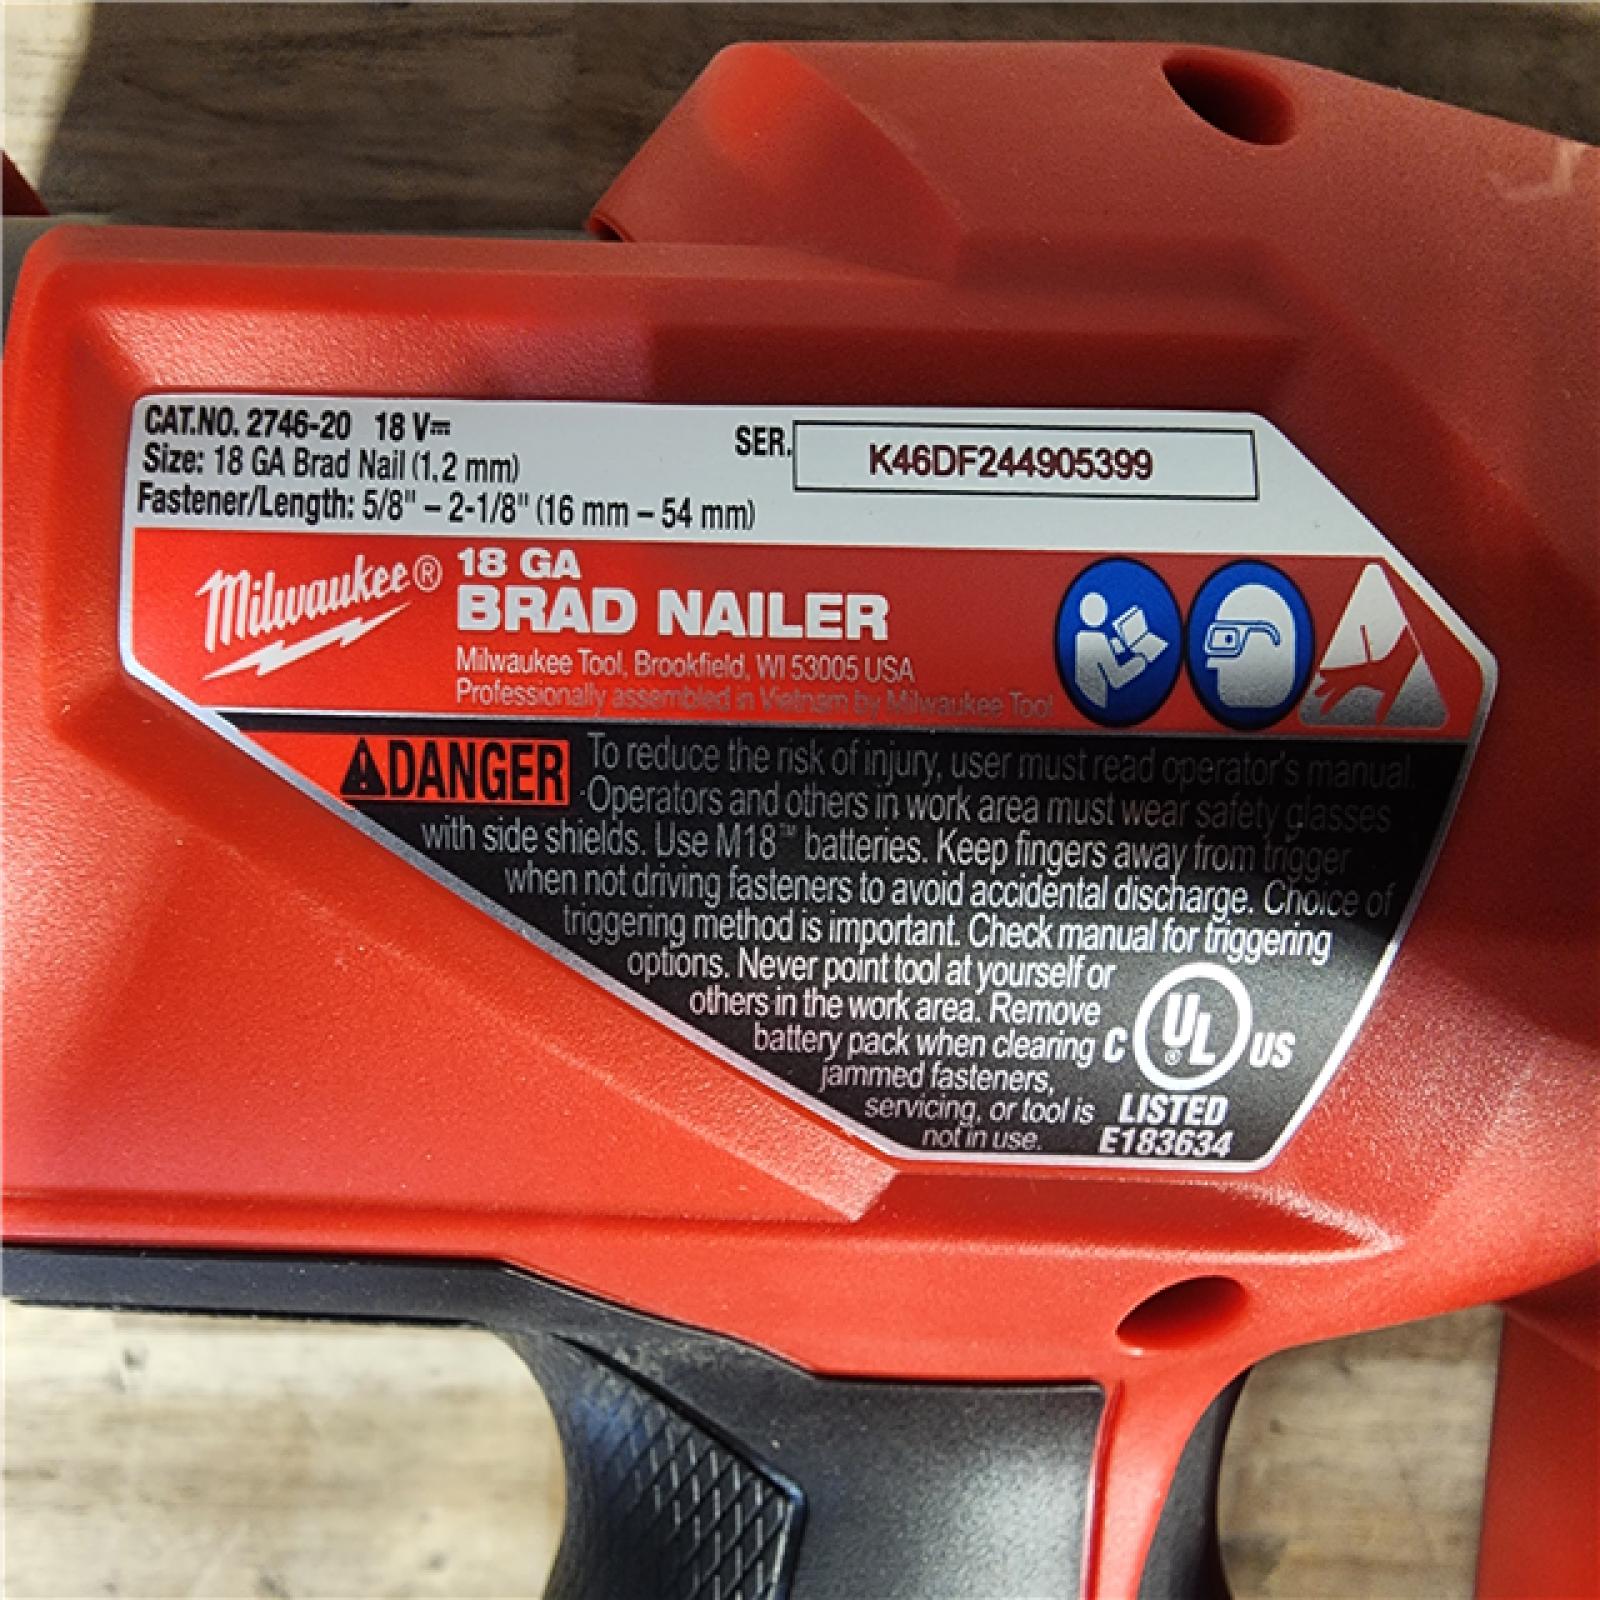 CAT.NO. 2746-20 18 V⎓
SER. K46DF244905399
Size: 18 GA Brad Nail (1.2 mm)
Fastener/Length: 5/8" – 2-1/8" (16 mm – 54 mm)
Milwaukee®
18 GA
BRAD NAILER
Milwaukee Tool, Brookfield, WI 53005 USA
Professionally assembled in Vietnam by Milwaukee Tool
⚠DANGER To reduce the risk of injury, user must read operator's manual.
Operators and others in work area must wear safety glasses
with side shields. Use M18™ batteries. Keep fingers away from trigger
when not driving fasteners to avoid accidental discharge. Choice of
triggering method is important. Check manual for triggering
options. Never point tool at yourself or
others in the work area. Remove
battery pack when clearing
jammed fasteners,
servicing, or tool is
not in use.
C UL® US
LISTED
E183634